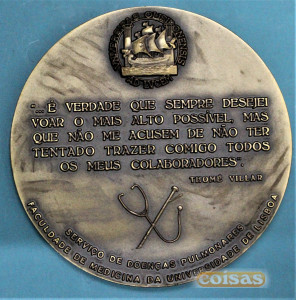 "... É VERDADE QUE SEMPRE DESEJEI
VOAR O MAIS ALTO POSSÍVEL, MAS
QUE NÃO ME ACUSEM DE NÃO TER
TENTADO TRAZER COMIGO TODOS
OS MEUS COLABORADORES".
THOMÉ VILLAR
SERVIÇO DE DOENÇAS PULMONARES
FACULDADE DE MEDICINA DA UNIVERSIDADE DE LISBOA
coisas